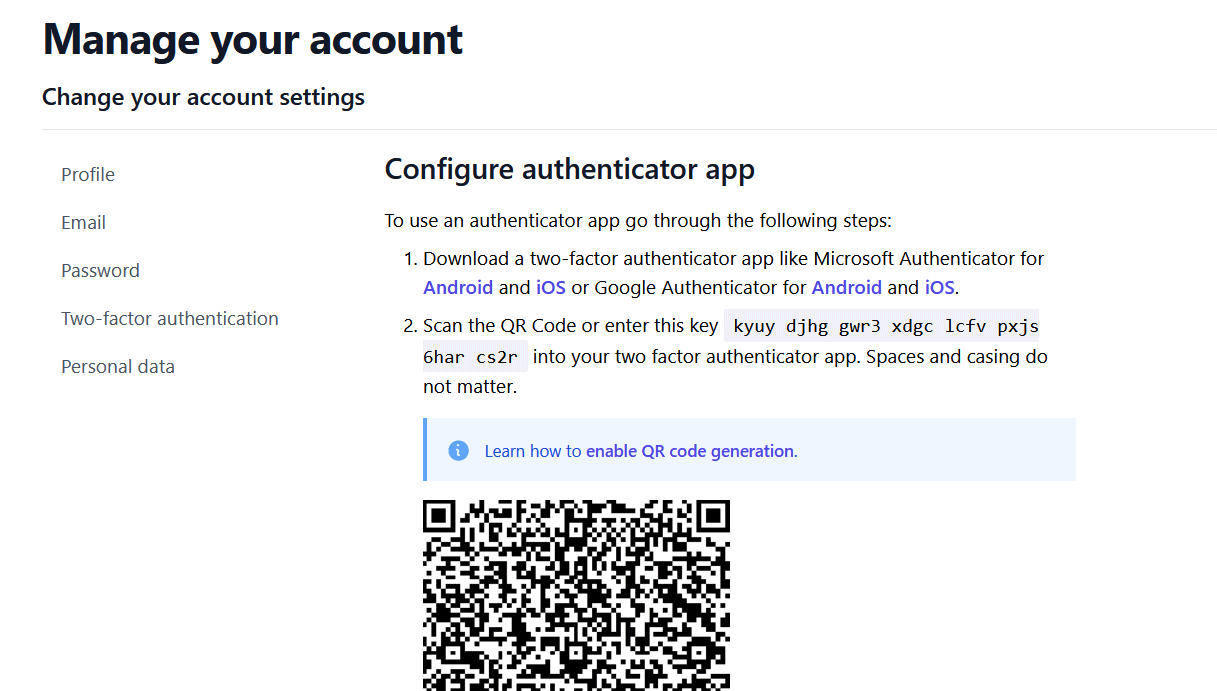 Manage your account
Change your account settings
Profile
Email
Password
Two-factor authentication
Personal data
Configure authenticator app
To use an authenticator app go through the following steps:
1. Download a two-factor authenticator app like Microsoft Authenticator for
Android and iOS or Google Authenticator for Android and iOS.
2. Scan the QR Code or enter this key kyuy djhg gwr3 xdgc lcfv pxjs
6har cs2r into your two factor authenticator app. Spaces and casing do
not matter.
Learn how to enable QR code generation.